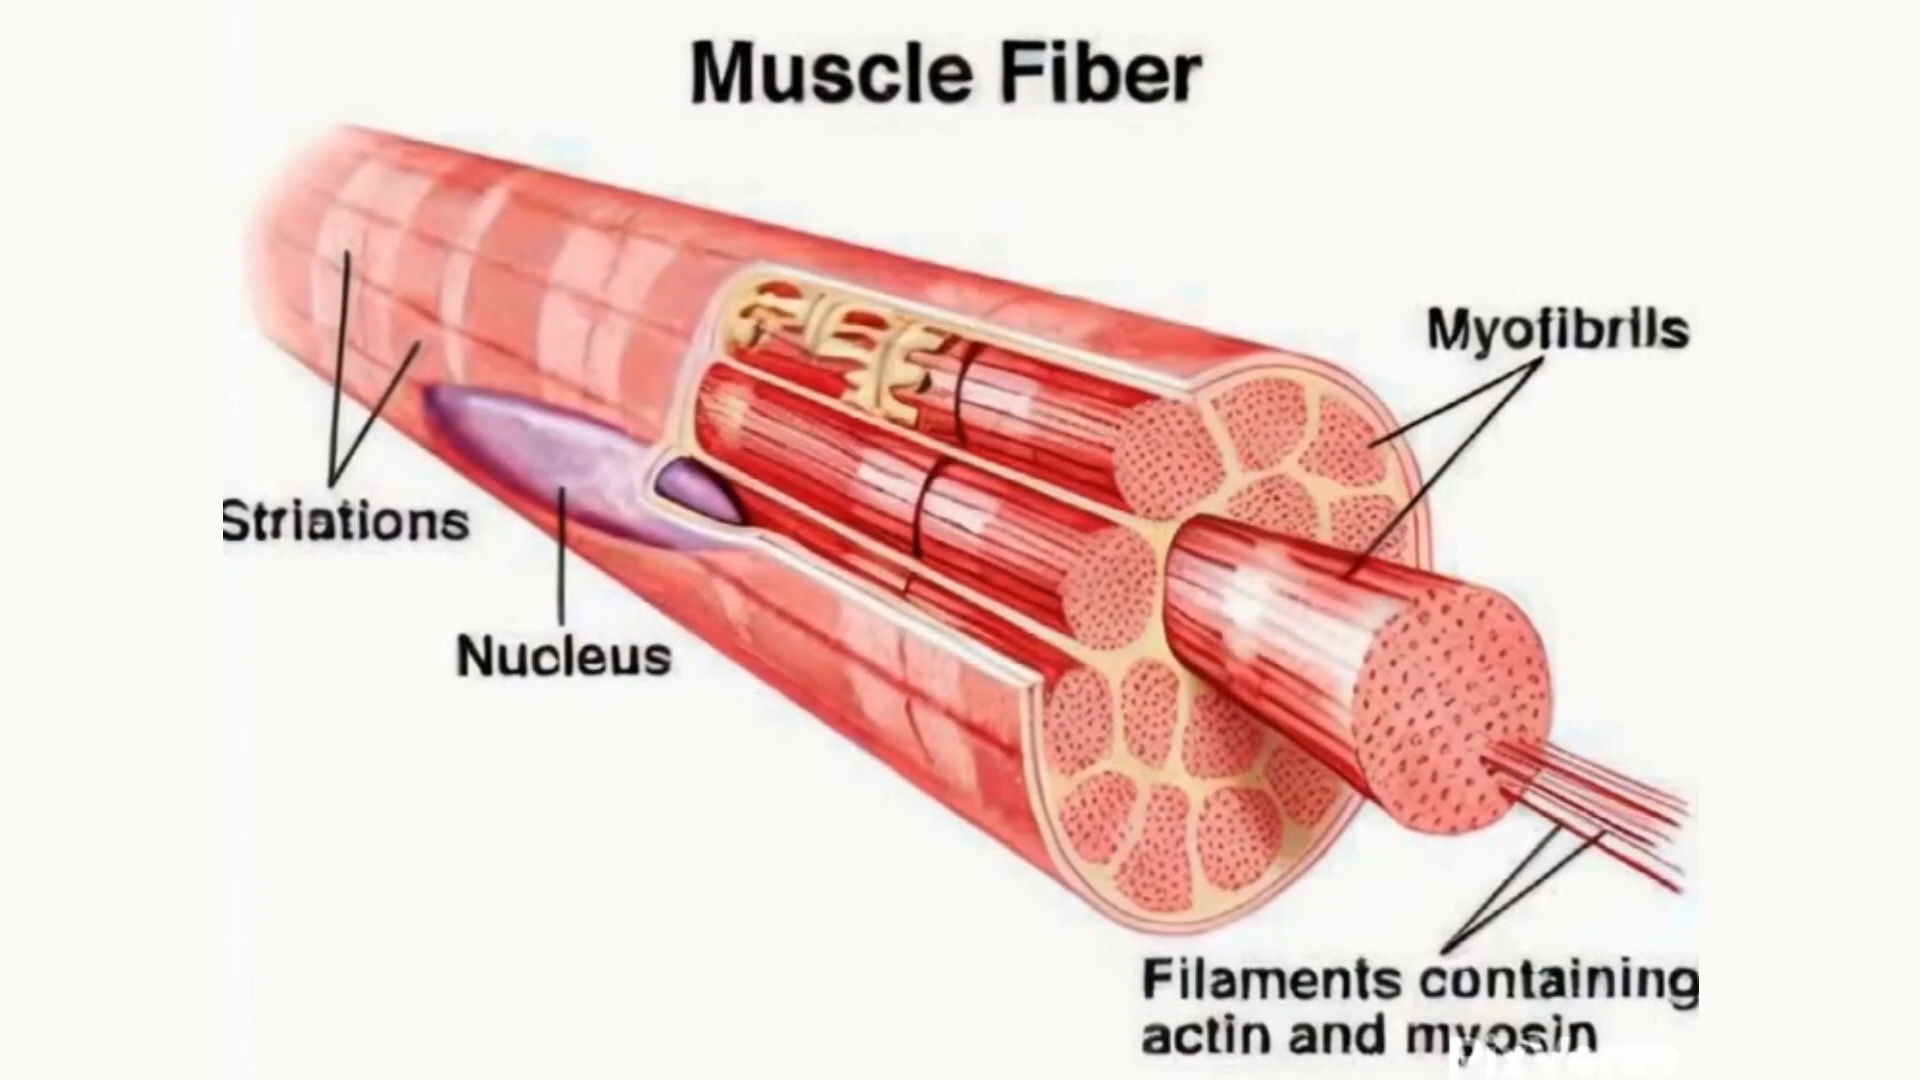 Muscle Fiber
Myofibrils
Striations
Nucleus
Filaments containing
actin and myosin